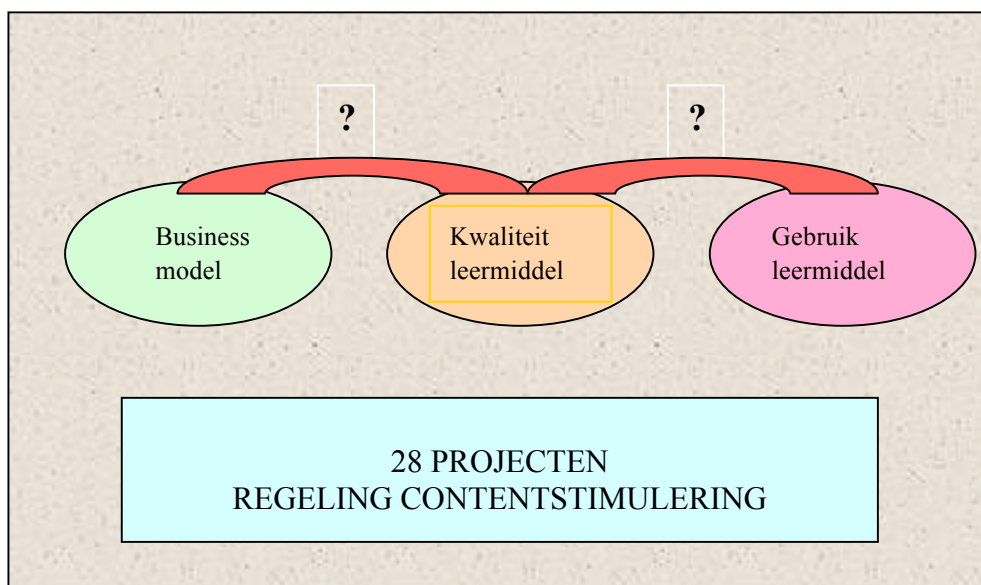 ?
?
Business
model
Kwaliteit
leermiddel
Gebruik
leermiddel
28 PROJECTEN
REGELING CONTENTSTIMULERING